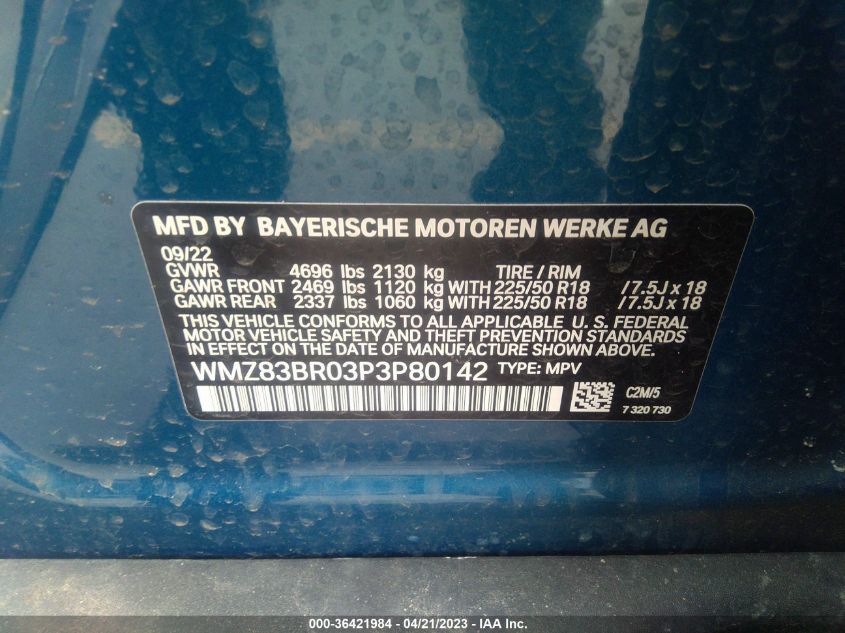 MFD BY BAYERISCHE MOTOREN WERKE AG
09/22
GVWR 4696 lbs 2130 kg TIRE / RIM
GAWR FRONT 2469 lbs 1120 kg WITH 225/50 R18 /7.5J x 18
GAWR REAR 2337 lbs 1060 kg WITH 225/50 R18 /7.5J x 18
THIS VEHICLE CONFORMS TO ALL APPLICABLE U. S. FEDERAL
MOTOR VEHICLE SAFETY AND THEFT PREVENTION STANDARDS
IN EFFECT ON THE DATE OF MANUFACTURE SHOWN ABOVE.
WMZ83BR03P3P80142 TYPE: MPV
C2M/5
7 320 730
000-36421984 - 04/21/2023 - IAA Inc.